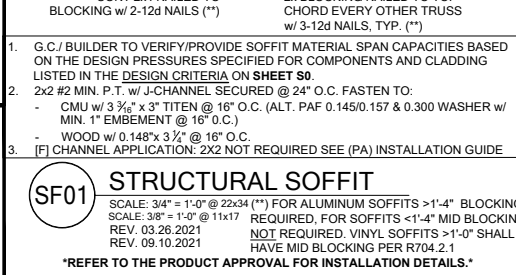 BLOCKING w/ 2-12d NAILS (**)
CHORD EVERY OTHER TRUSS
w/ 3-12d NAILS, TYP. (**)
1. G.C./ BUILDER TO VERIFY/PROVIDE SOFFIT MATERIAL SPAN CAPACITIES BASED
ON THE DESIGN PRESSURES SPECIFIED FOR COMPONENTS AND CLADDING
LISTED IN THE DESIGN CRITERIA ON SHEET S0.
2. 2x2 #2 MIN. P.T. w/ J-CHANNEL SECURED @ 24" O.C. FASTEN TO:
- CMU w/ 3 3/16" x 3" TITEN @ 16" O.C. (ALT. PAF 0.145/0.157 & 0.300 WASHER w/
MIN. 1" EMBEMENT @ 16" 0.C.)
- WOOD w/ 0.148"x 3 1/4" @ 16" O.C.
3. [F] CHANNEL APPLICATION: 2X2 NOT REQUIRED SEE (PA) INSTALLATION GUIDE
SF01
STRUCTURAL SOFFIT
SCALE: 3/4" = 1'-0" @ 22x34
SCALE: 3/8" = 1'-0" @ 11x17
REV. 03.26.2021
REV. 09.10.2021
(**) FOR ALUMINUM SOFFITS >1'-4" BLOCKING
REQUIRED, FOR SOFFITS <1'-4" MID BLOCKIN
NOT REQUIRED. VINYL SOFFITS >1'-0" SHALL
HAVE MID BLOCKING PER R704.2.1
*REFER TO THE PRODUCT APPROVAL FOR INSTALLATION DETAILS.*